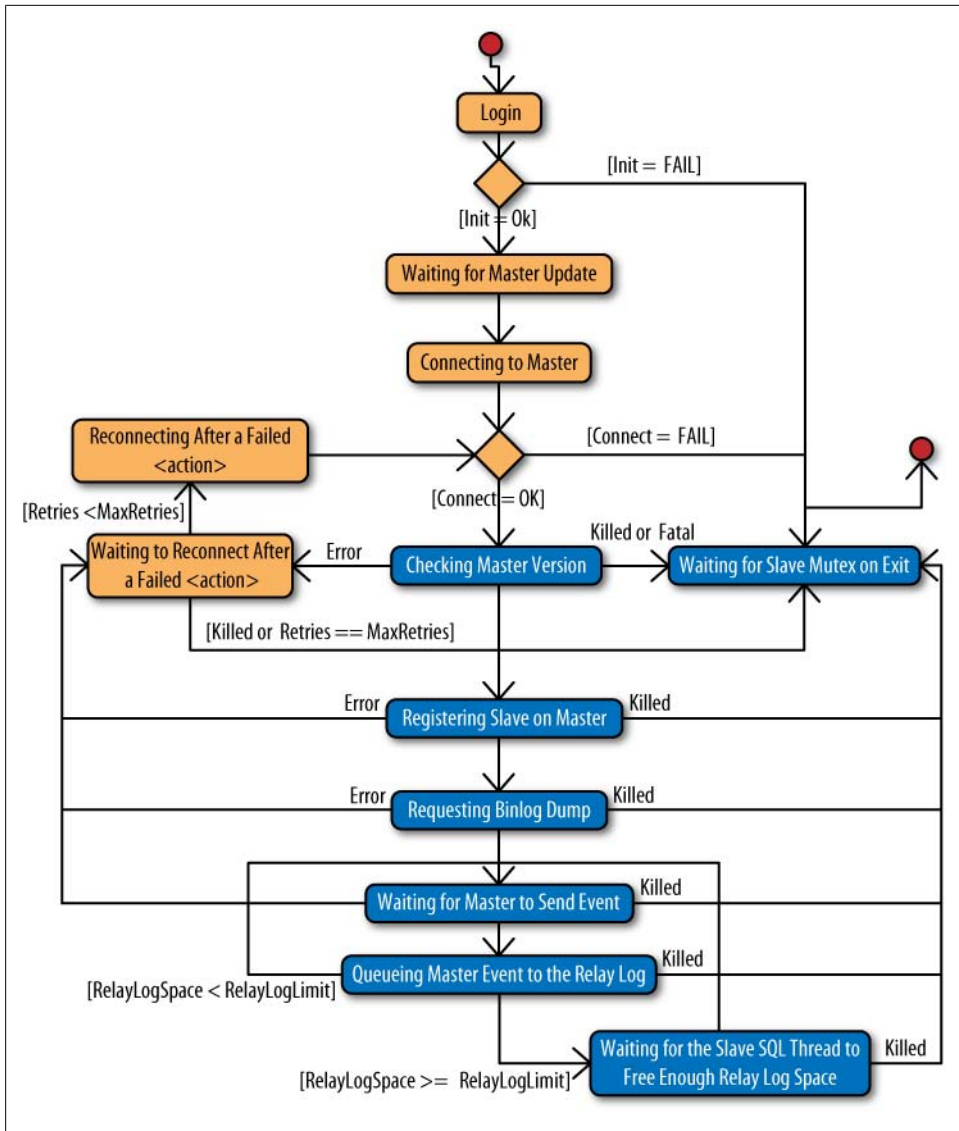 Login
[Init = FAIL]
[Init = Ok]
Waiting for Master Update
Connecting to Master
Reconnecting After a Failed
<action>
[Connect = FAIL]
[Connect = OK]
[Retries <MaxRetries]
Waiting to Reconnect After
a Failed <action>
Error
Checking Master Version
Killed or Fatal
Waiting for Slave Mutex on Exit
[Killed or Retries == MaxRetries]
Error
Registering Slave on Master
Killed
Error
Requesting Binlog Dump
Killed
Waiting for Master to Send Event
Killed
Queueing Master Event to the Relay Log
Killed
[RelayLogSpace < RelayLogLimit]
Waiting for the Slave SQL Thread to
Free Enough Relay Log Space
Killed
[RelayLogSpace >= RelayLogLimit]